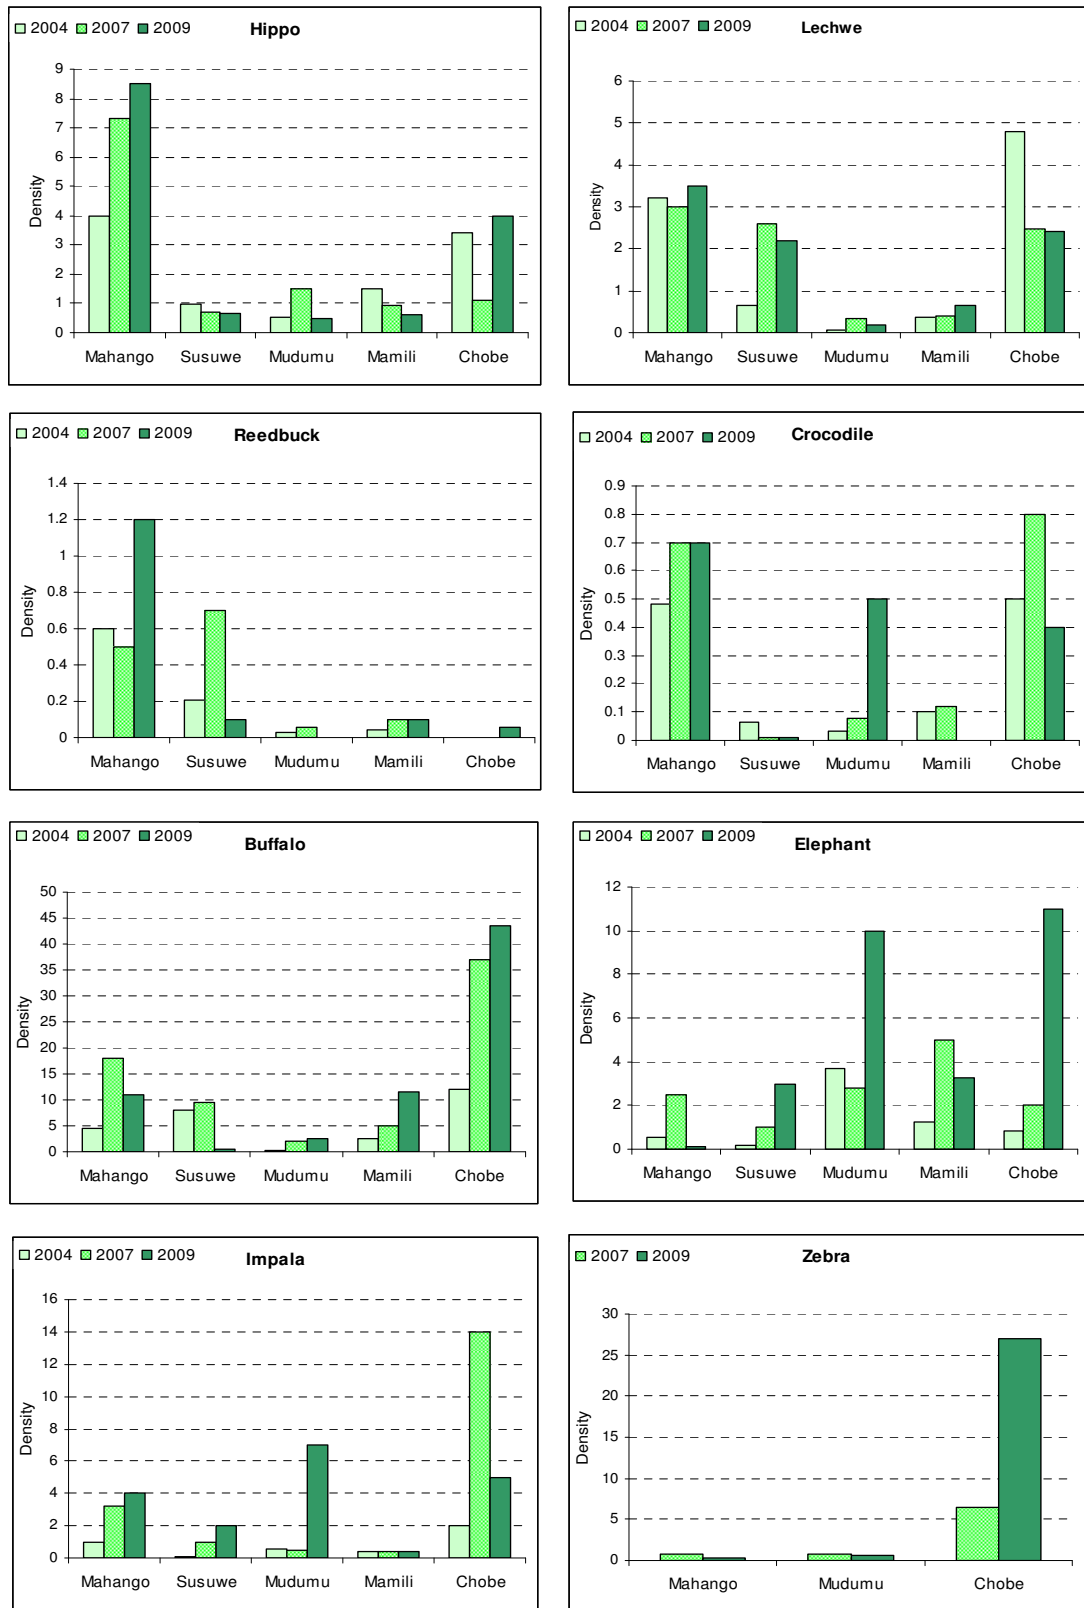 2004 2007 2009 Hippo
9
8
7
6
5
4
3
2
1
0
Density
Mahango Susuwe Mudumu Mamili Chobe
2004 2007 2009 Lechwe
6
5
4
3
2
1
0
Density
Mahango Susuwe Mudumu Mamili Chobe
2004 2007 2009 Reedbuck
1.4
1.2
1
0.8
0.6
0.4
0.2
0
Density
Mahango Susuwe Mudumu Mamili Chobe
2004 2007 2009 Crocodile
0.9
0.8
0.7
0.6
0.5
0.4
0.3
0.2
0.1
0
Density
Mahango Susuwe Mudumu Mamili Chobe
2004 2007 2009 Buffalo
50
45
40
35
30
25
20
15
10
5
0
Density
Mahango Susuwe Mudumu Mamili Chobe
2004 2007 2009 Elephant
12
10
8
6
4
2
0
Density
Mahango Susuwe Mudumu Mamili Chobe
2004 2007 2009 Impala
16
14
12
10
8
6
4
2
0
Density
Mahango Susuwe Mudumu Mamili Chobe
2007 2009 Zebra
30
25
20
15
10
5
0
Density
Mahango Mudumu Chobe